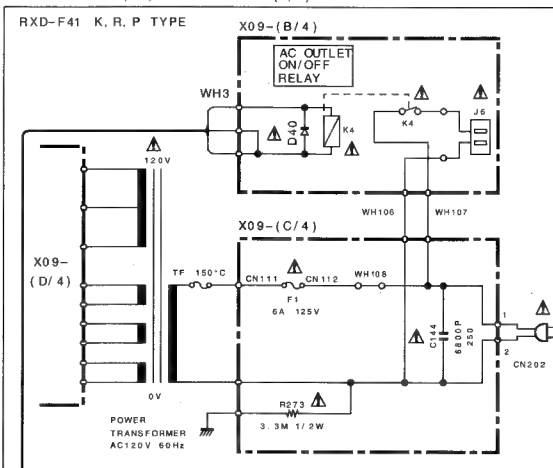 RXD-F41 K, R, P TYPE
X09-(B/4)
AC OUTLET
ON/OFF
RELAY
WH3
D40
K4
K4
J6
120V
WH106
WH107
X09-(C/4)
X09-
(D/4)
TF 150°C
CN111
CN112
WH108
F1
6A 125V
C144
6800P
250
1
2
CN202
0V
R273
3.3M 1/2W
POWER
TRANSFORMER
AC120V 60Hz